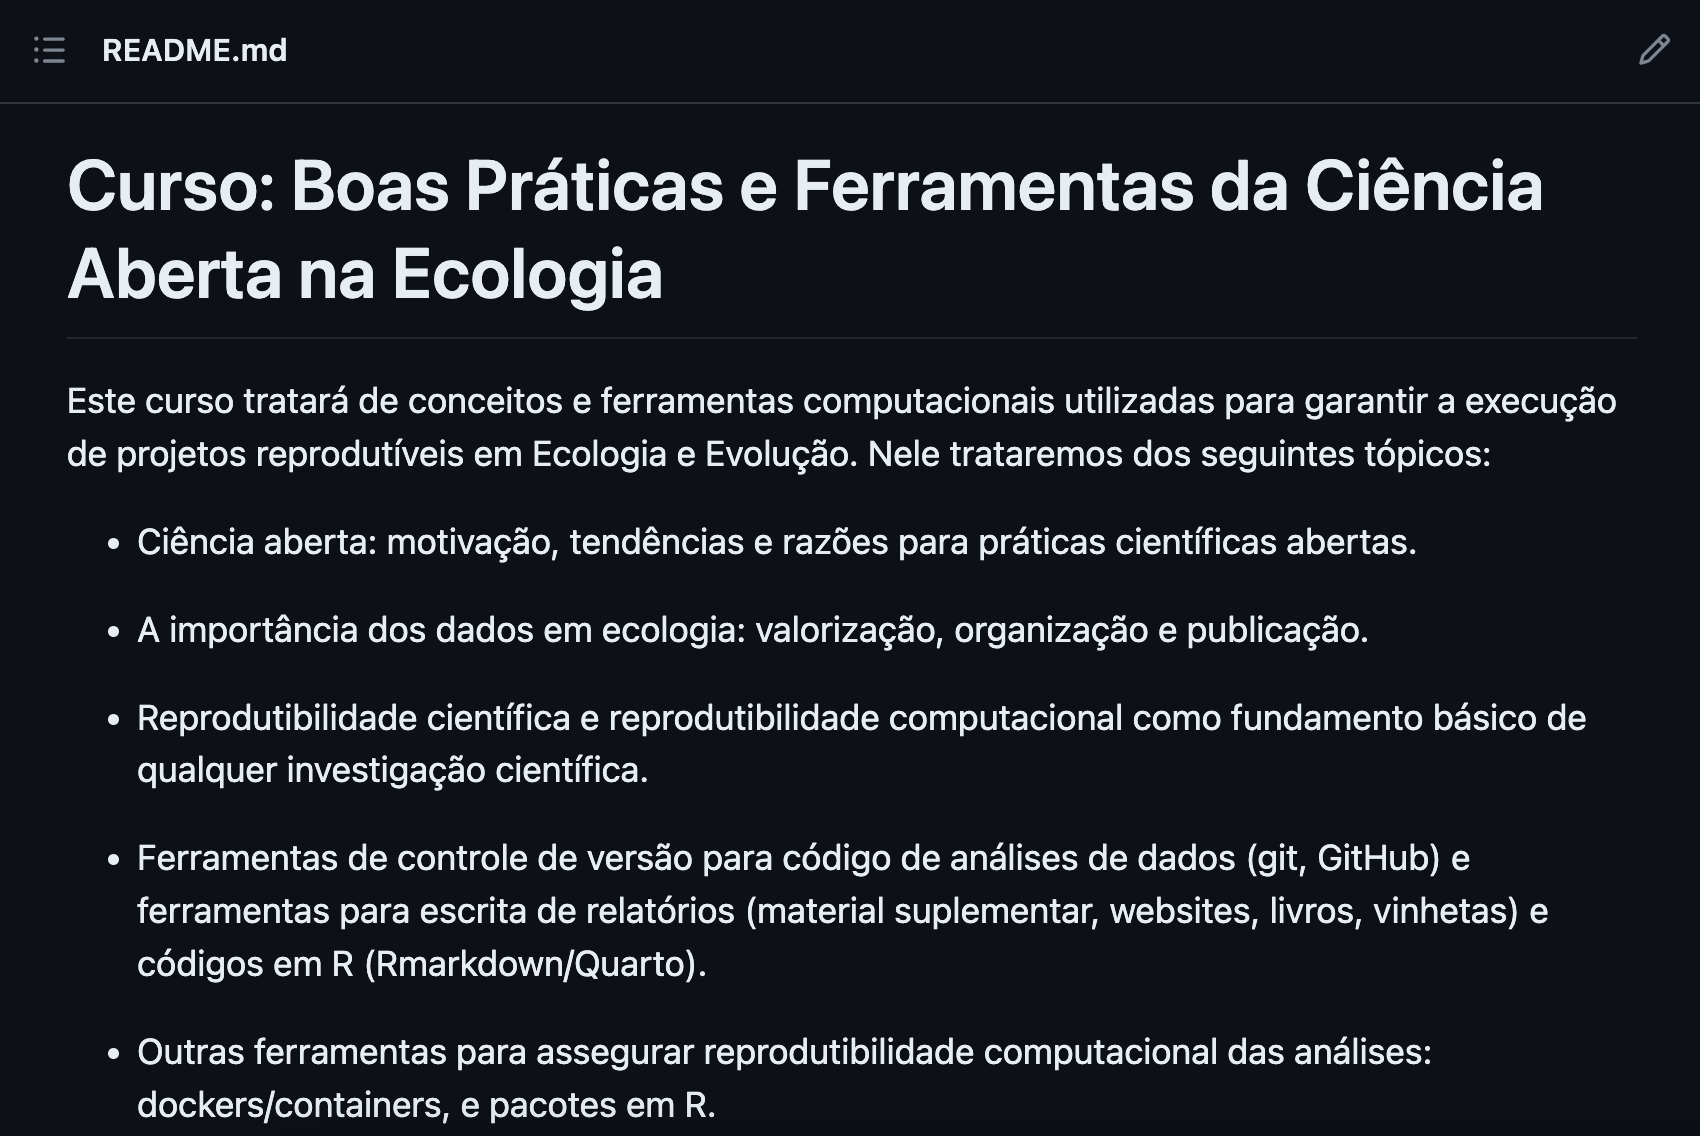 README.md
Curso: Boas Práticas e Ferramentas da Ciência
Aberta na Ecologia
Este curso tratará de conceitos e ferramentas computacionais utilizadas para garantir a execução
de projetos reprodutíveis em Ecologia e Evolução. Nele trataremos dos seguintes tópicos:
• Ciência aberta: motivação, tendências e razões para práticas científicas abertas.
• A importância dos dados em ecologia: valorização, organização e publicação.
• Reprodutibilidade científica e reprodutibilidade computacional como fundamento básico de
qualquer investigação científica.
• Ferramentas de controle de versão para código de análises de dados (git, GitHub) e
ferramentas para escrita de relatórios (material suplementar, websites, livros, vinhetas) e
códigos em R (Rmarkdown/Quarto).
• Outras ferramentas para assegurar reprodutibilidade computacional das análises:
dockers/containers, e pacotes em R.